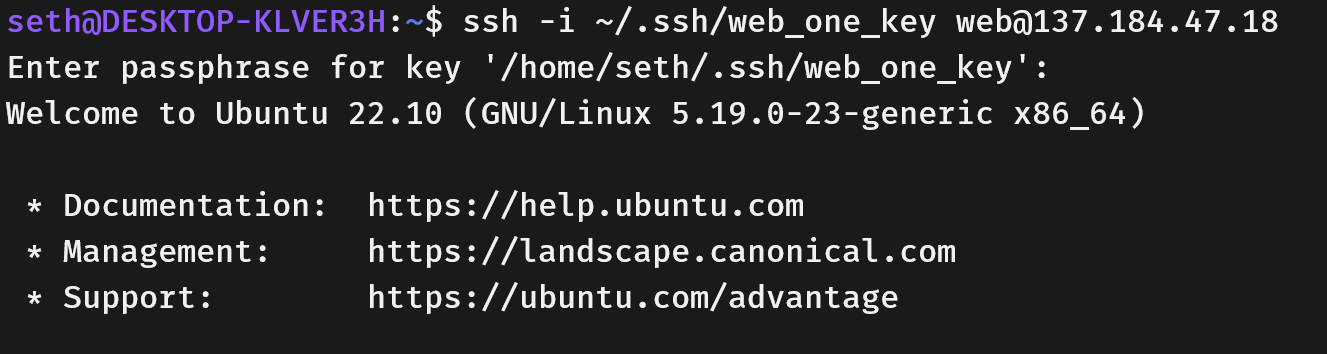 seth@DESKTOP-KLVER3H:~$ ssh -i ~/.ssh/web_one_key web@137.184.47.18
Enter passphrase for key '/home/seth/.ssh/web_one_key':
Welcome to Ubuntu 22.10 (GNU/Linux 5.19.0-23-generic x86_64)
* Documentation:  https://help.ubuntu.com
* Management:     https://landscape.canonical.com
* Support:        https://ubuntu.com/advantage